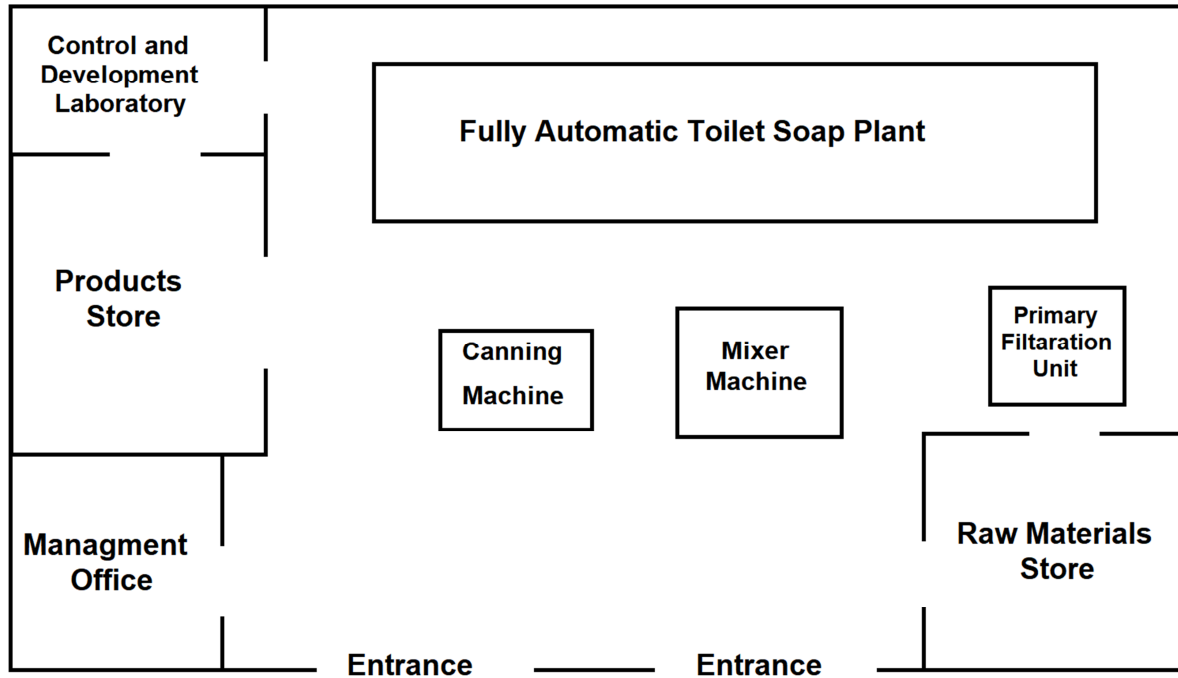 Control and
Development
Laboratory
Fully Automatic Toilet Soap Plant
Products
Store
Canning
Machine
Mixer
Machine
Primary
Filtaration
Unit
Managment
Office
Raw Materials
Store
Entrance
Entrance